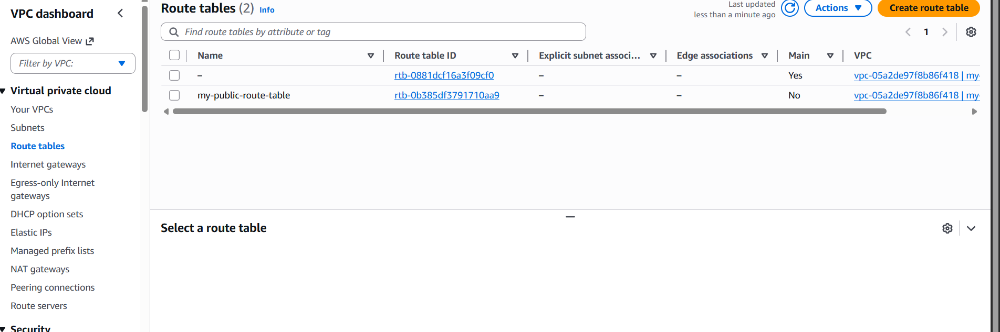 VPC dashboard
AWS Global View
Filter by VPC:
Virtual private cloud
Your VPCs
Subnets
Route tables
Internet gateways
Egress-only Internet
gateways
DHCP option sets
Elastic IPs
Managed prefix lists
NAT gateways
Peering connections
Route servers
Security
Route tables (2) Info
Last updated
less than a minute ago
Actions
Create route table
Find route tables by attribute or tag
1
Name Route table ID Explicit subnet associ... Edge associations Main VPC
– rtb-0881dcf16a3f09cf0 – – Yes vpc-05a2de97f8b86f418 | my-
my-public-route-table rtb-0b385df3791710aa9 – – No vpc-05a2de97f8b86f418 | my-
Select a route table